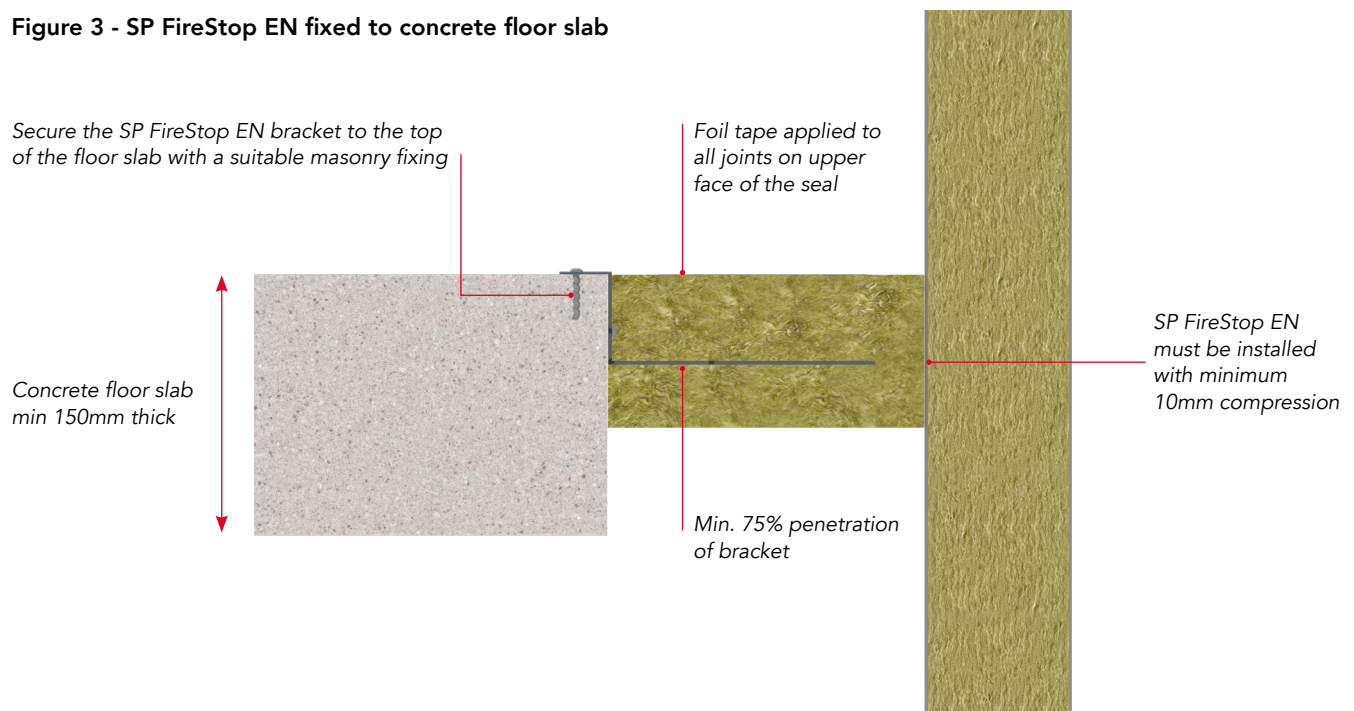 Figure 3 - SP FireStop EN fixed to concrete floor slab
Secure the SP FireStop EN bracket to the top
of the floor slab with a suitable masonry fixing
Foil tape applied to
all joints on upper
face of the seal
Concrete floor slab
min 150mm thick
SP FireStop EN
must be installed
with minimum
10mm compression
Min. 75% penetration
of bracket